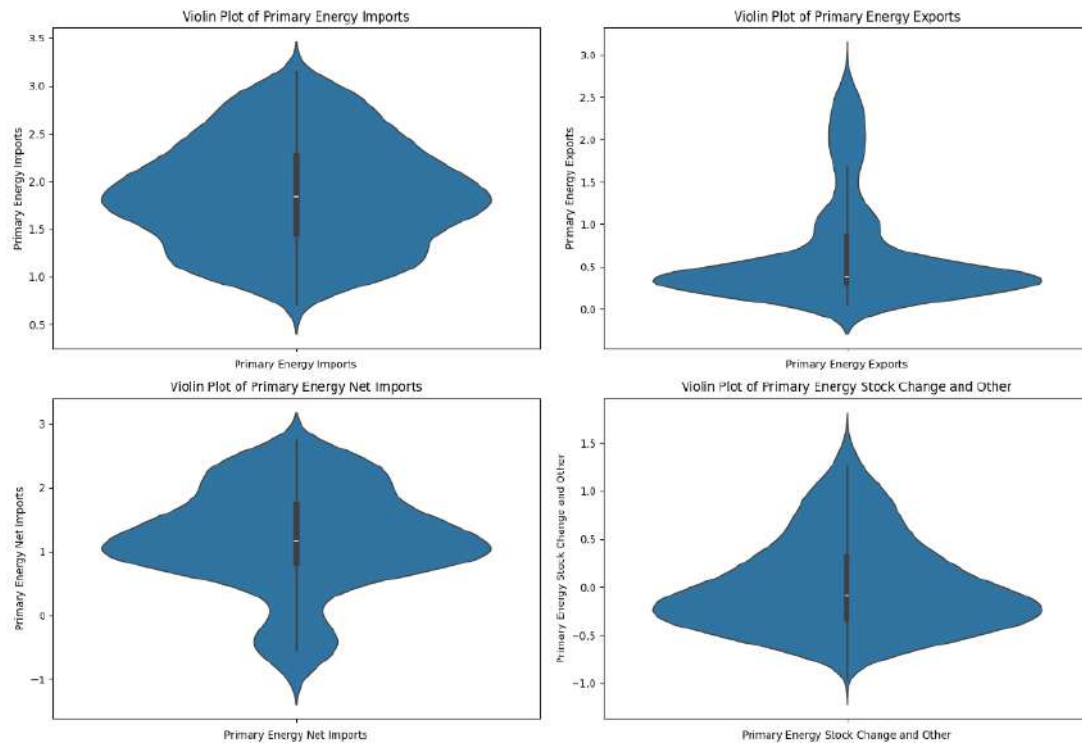 Violin Plot of Primary Energy Imports
Primary Energy Imports
3.5
3.0
2.5
2.0
1.5
1.0
0.5
Primary Energy Imports
Violin Plot of Primary Energy Exports
Primary Energy Exports
3.0
2.5
2.0
1.5
1.0
0.5
0.0
Primary Energy Exports
Violin Plot of Primary Energy Net Imports
Primary Energy Net Imports
3
2
1
0
−1
Primary Energy Net Imports
Violin Plot of Primary Energy Stock Change and Other
Primary Energy Stock Change and Other
1.5
1.0
0.5
0.0
−0.5
−1.0
Primary Energy Stock Change and Other